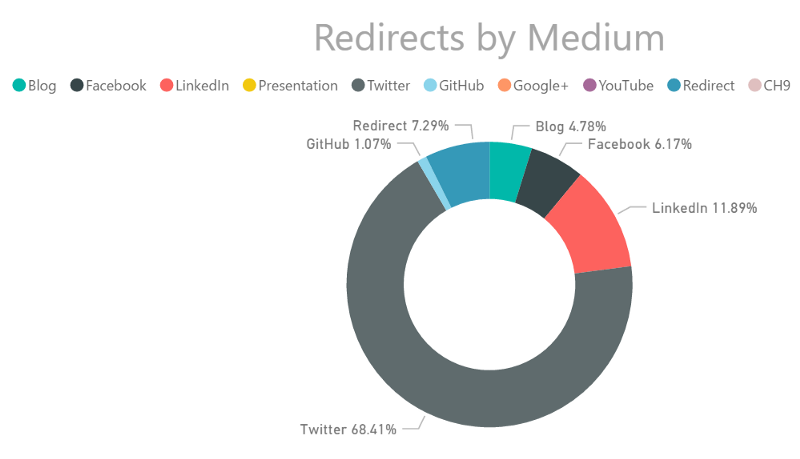 Redirects by Medium
Blog Facebook LinkedIn Presentation Twitter GitHub Google+ YouTube Redirect CH9
Redirect 7.29% Blog 4.78%
GitHub 1.07% Facebook 6.17%
LinkedIn 11.89%
Twitter 68.41%